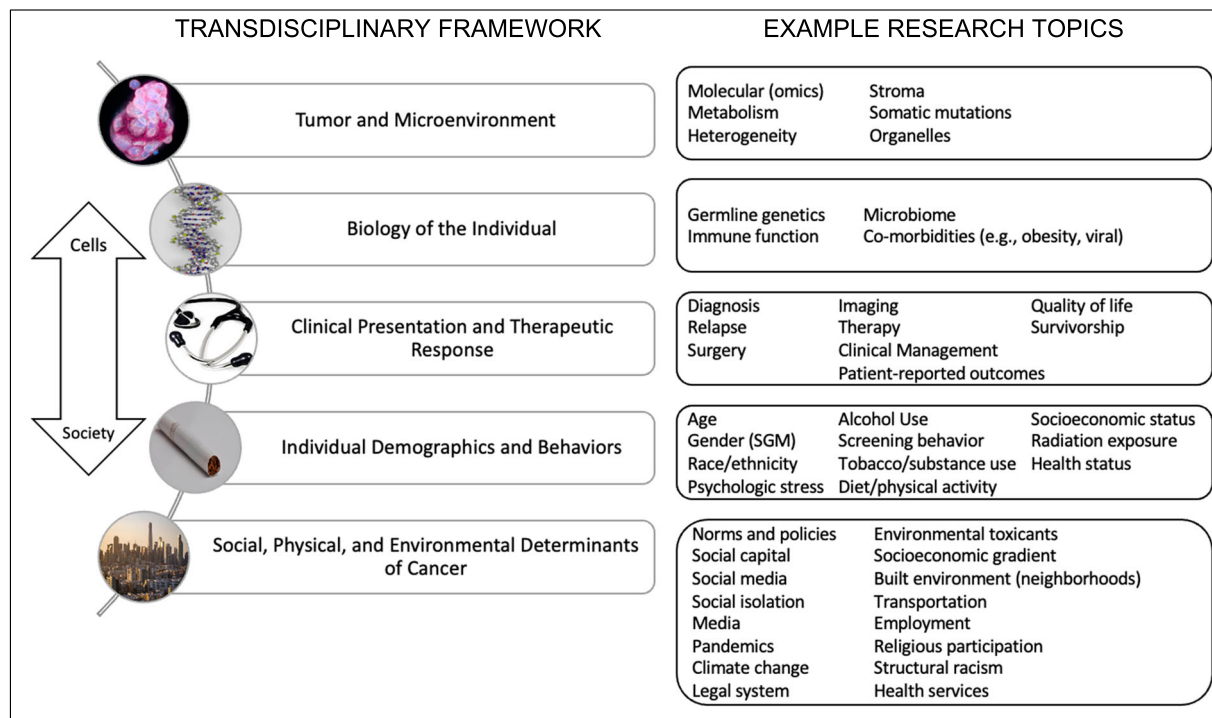 TRANSDISCIPLINARY FRAMEWORK
EXAMPLE RESEARCH TOPICS
Cells
Society
Tumor and Microenvironment
Molecular (omics) Stroma
Metabolism Somatic mutations
Heterogeneity Organelles
Biology of the Individual
Germline genetics Microbiome
Immune function Co-morbidities (e.g., obesity, viral)
Clinical Presentation and Therapeutic
Response
Diagnosis Imaging Quality of life
Relapse Therapy Survivorship
Surgery Clinical Management
Patient-reported outcomes
Individual Demographics and Behaviors
Age Alcohol Use Socioeconomic status
Gender (SGM) Screening behavior Radiation exposure
Race/ethnicity Tobacco/substance use Health status
Psychologic stress Diet/physical activity
Social, Physical, and Environmental Determinants
of Cancer
Norms and policies Environmental toxicants
Social capital Socioeconomic gradient
Social media Built environment (neighborhoods)
Social isolation Transportation
Media Employment
Pandemics Religious participation
Climate change Structural racism
Legal system Health services